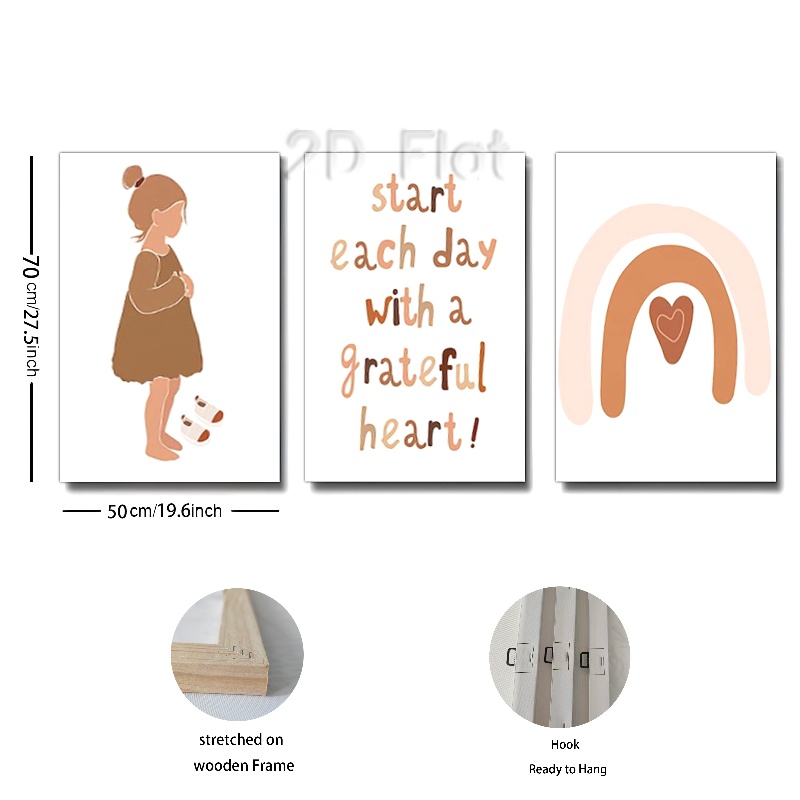 2D Flat
start
each day
with a
grateful
heart!
70 cm/27.5inch
50cm/19.6inch
stretched on
wooden Frame
Hook
Ready to Hang